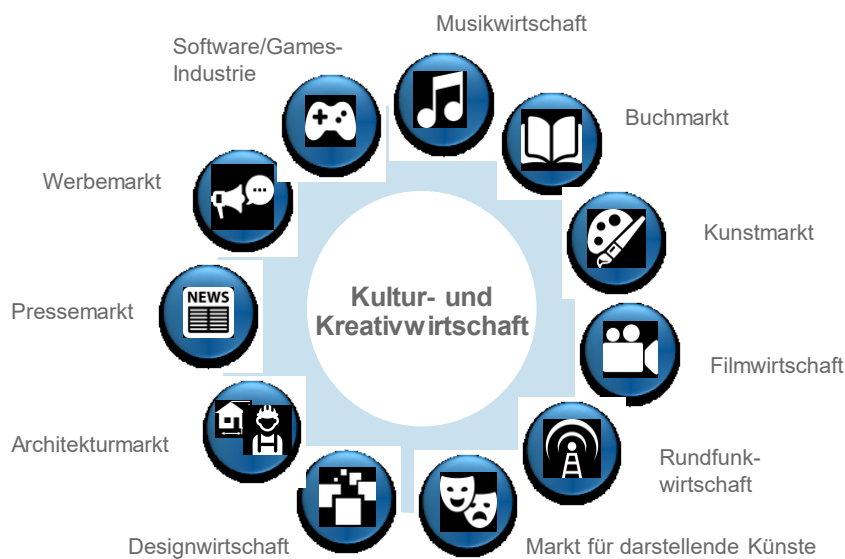 Musikwirtschaft
Software/Games-
Industrie
Buchmarkt
Werbemarkt
Kunstmarkt
NEWS
Pressemarkt
Kultur- und
Kreativwirtschaft
Filmwirtschaft
Architekturmarkt
Rundfunk-
wirtschaft
Designwirtschaft
Markt für darstellende Künste